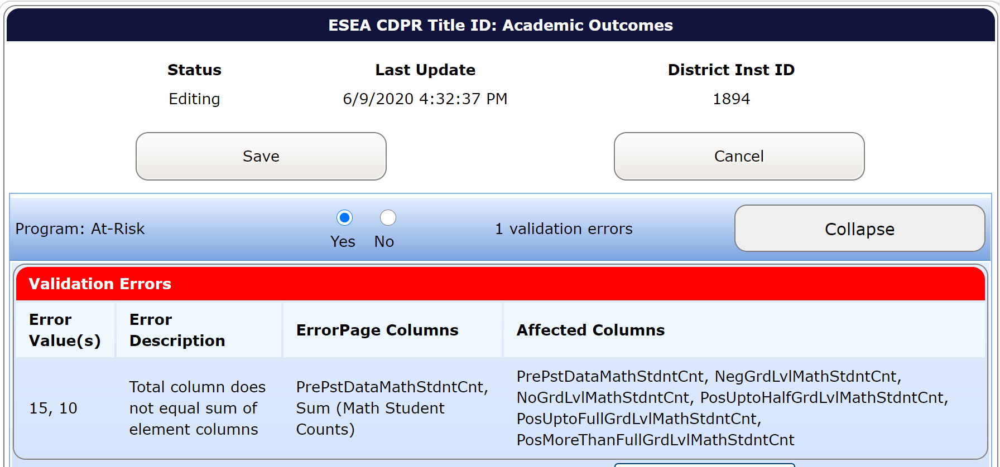 ESEA CDPR Title ID: Academic Outcomes
Status Last Update District Inst ID
Editing 6/9/2020 4:32:37 PM 1894
Save Cancel
Program: At-Risk Yes No 1 validation errors Collapse
Validation Errors
Error Value(s) Error Description ErrorPage Columns Affected Columns
15, 10
Total column does
not equal sum of
element columns
PrePstDataMathStdntCnt,
Sum (Math Student
Counts)
PrePstDataMathStdntCnt, NegGrdLvlMathStdntCnt,
NoGrdLvlMathStdntCnt, PosUptoHalfGrdLvlMathStdntCnt,
PosUptoFullGrdLvlMathStdntCnt,
PosMoreThanFullGrdLvlMathStdntCnt